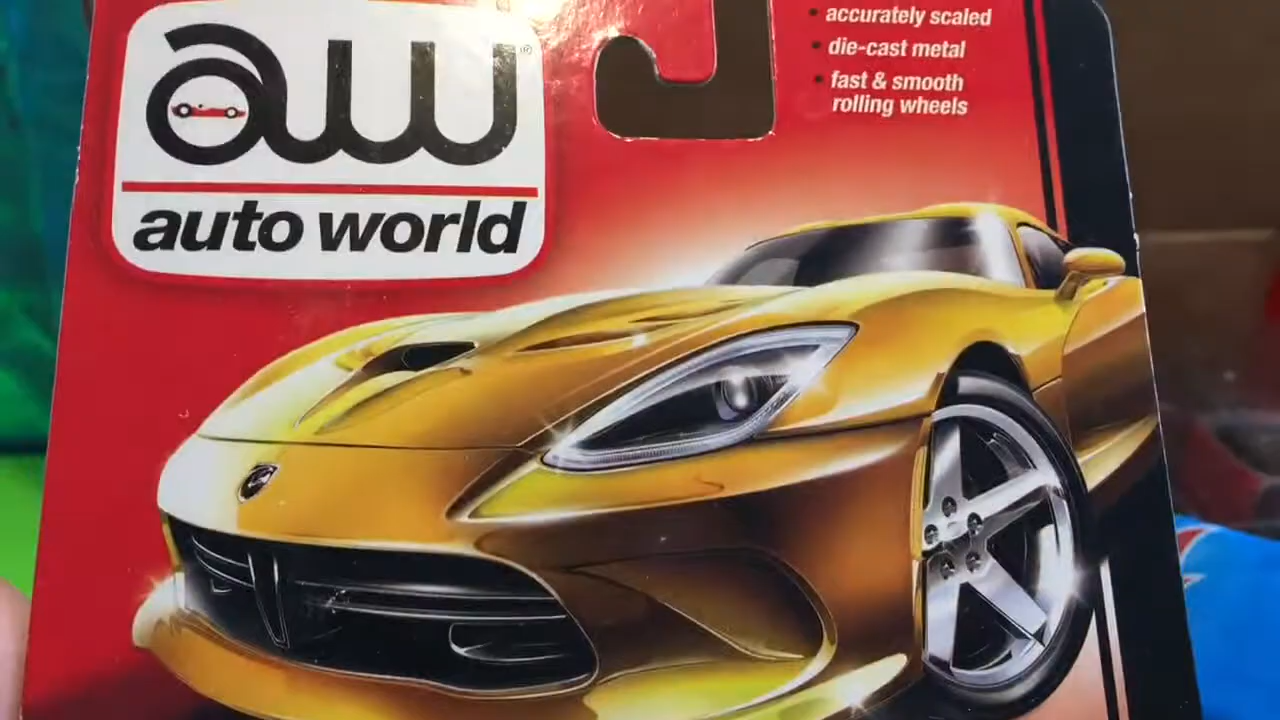 aw®
auto world
• accurately scaled
• die-cast metal
• fast & smooth
rolling wheels